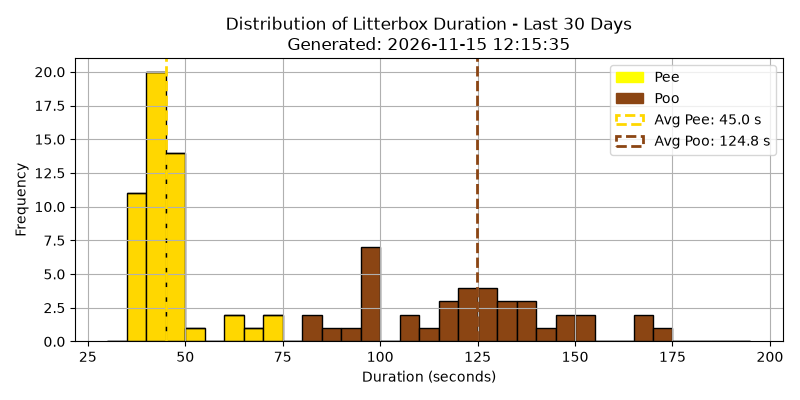 Distribution of Litterbox Duration - Last 30 Days
Generated: 2026-11-15 12:15:35
Pee
Poo
Avg Pee: 45.0 s
Avg Poo: 124.8 s
Frequency
20.0
17.5
15.0
12.5
10.0
7.5
5.0
2.5
0.0
25 50 75 100 125 150 175 200
Duration (seconds)